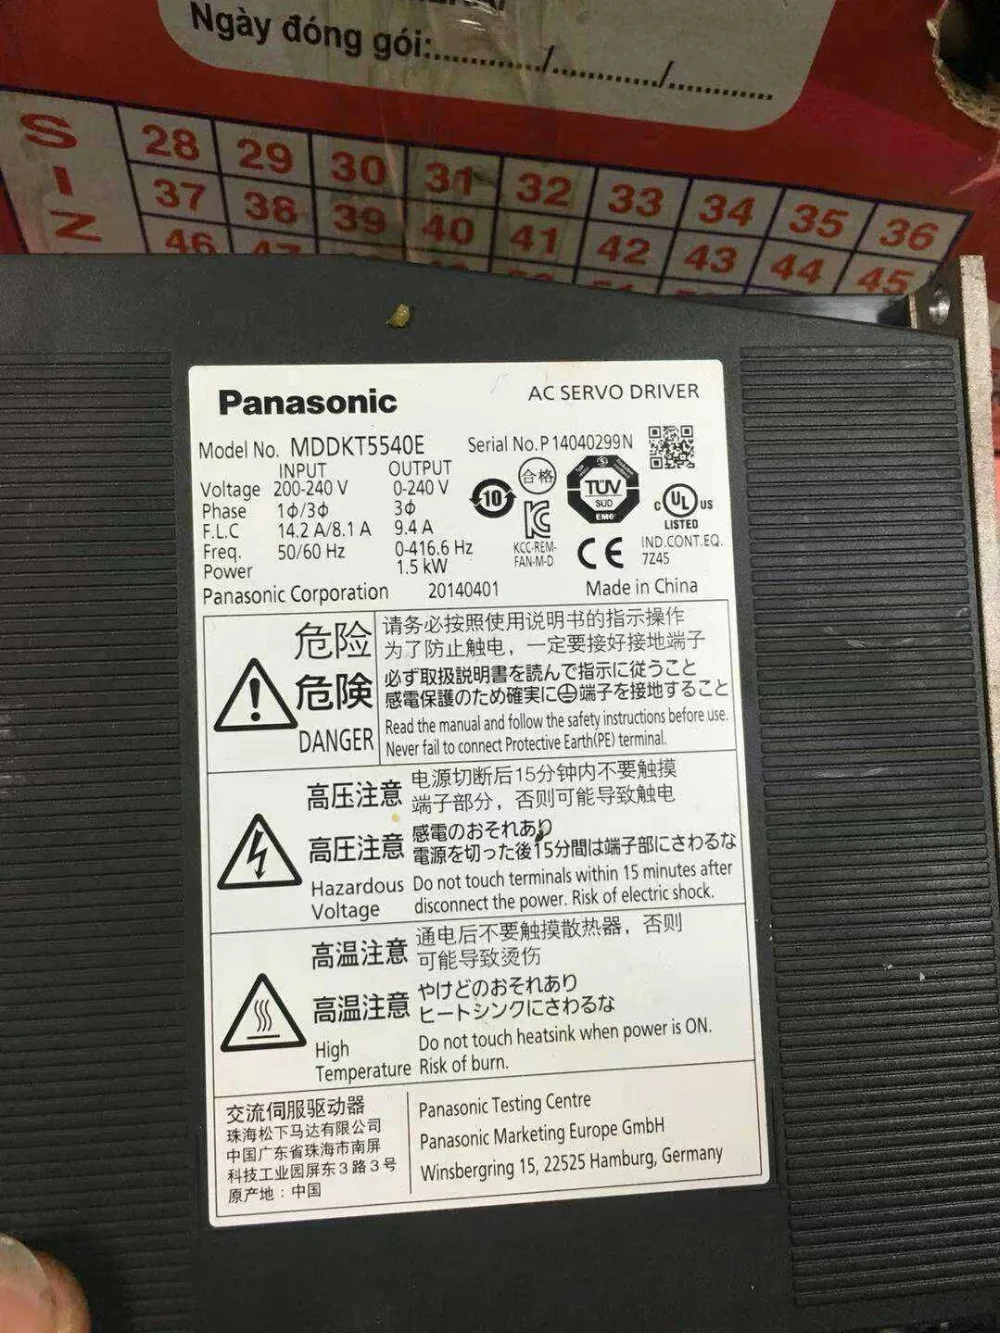 Ngày đóng gói:............/............/............
SIZ
28 29 30 31 32 33 34 35 36
37 38 39 40 41 42 43 44 45
46 47
Panasonic
AC SERVO DRIVER
Model No. MDDKT5540E
Serial No.P14040299N
INPUT OUTPUT
Voltage 200-240 V 0-240 V
Phase 1ϕ/3ϕ 3ϕ
F.L.C 14.2 A/8.1 A 9.4 A
Freq. 50/60 Hz 0-416.6 Hz
Power 1.5 kW
10
合格
KCC-REM-
FAN-M-D
TÜV
SÜD
EMC
CE
c UL us
LISTED
IND.CONT.EQ.
7Z45
Panasonic Corporation 20140401 Made in China
危险
请务必按照使用说明书的指示操作
为了防止触电，一定要接好接地端子
危険
必ず取扱説明書を読んで指示に従うこと
感電保護のため確実に⏚端子を接地すること
DANGER
Read the manual and follow the safety instructions before use.
Never fail to connect Protective Earth(PE) terminal.
高压注意
电源切断后15分钟内不要触摸
端子部分，否则可能导致触电
高圧注意
感電のおそれあり
電源を切った後15分間は端子部にさわるな
Hazardous
Voltage
Do not touch terminals within 15 minutes after
disconnect the power. Risk of electric shock.
高温注意
通电后不要触摸散热器，否则
可能导致烫伤
高温注意
やけどのおそれあり
ヒートシンクにさわるな
High
Temperature
Do not touch heatsink when power is ON.
Risk of burn.
交流伺服驱动器
珠海松下马达有限公司
中国广东省珠海市南屏
科技工业园屏东3路3号
原产地：中国
Panasonic Testing Centre
Panasonic Marketing Europe GmbH
Winsbergring 15, 22525 Hamburg, Germany